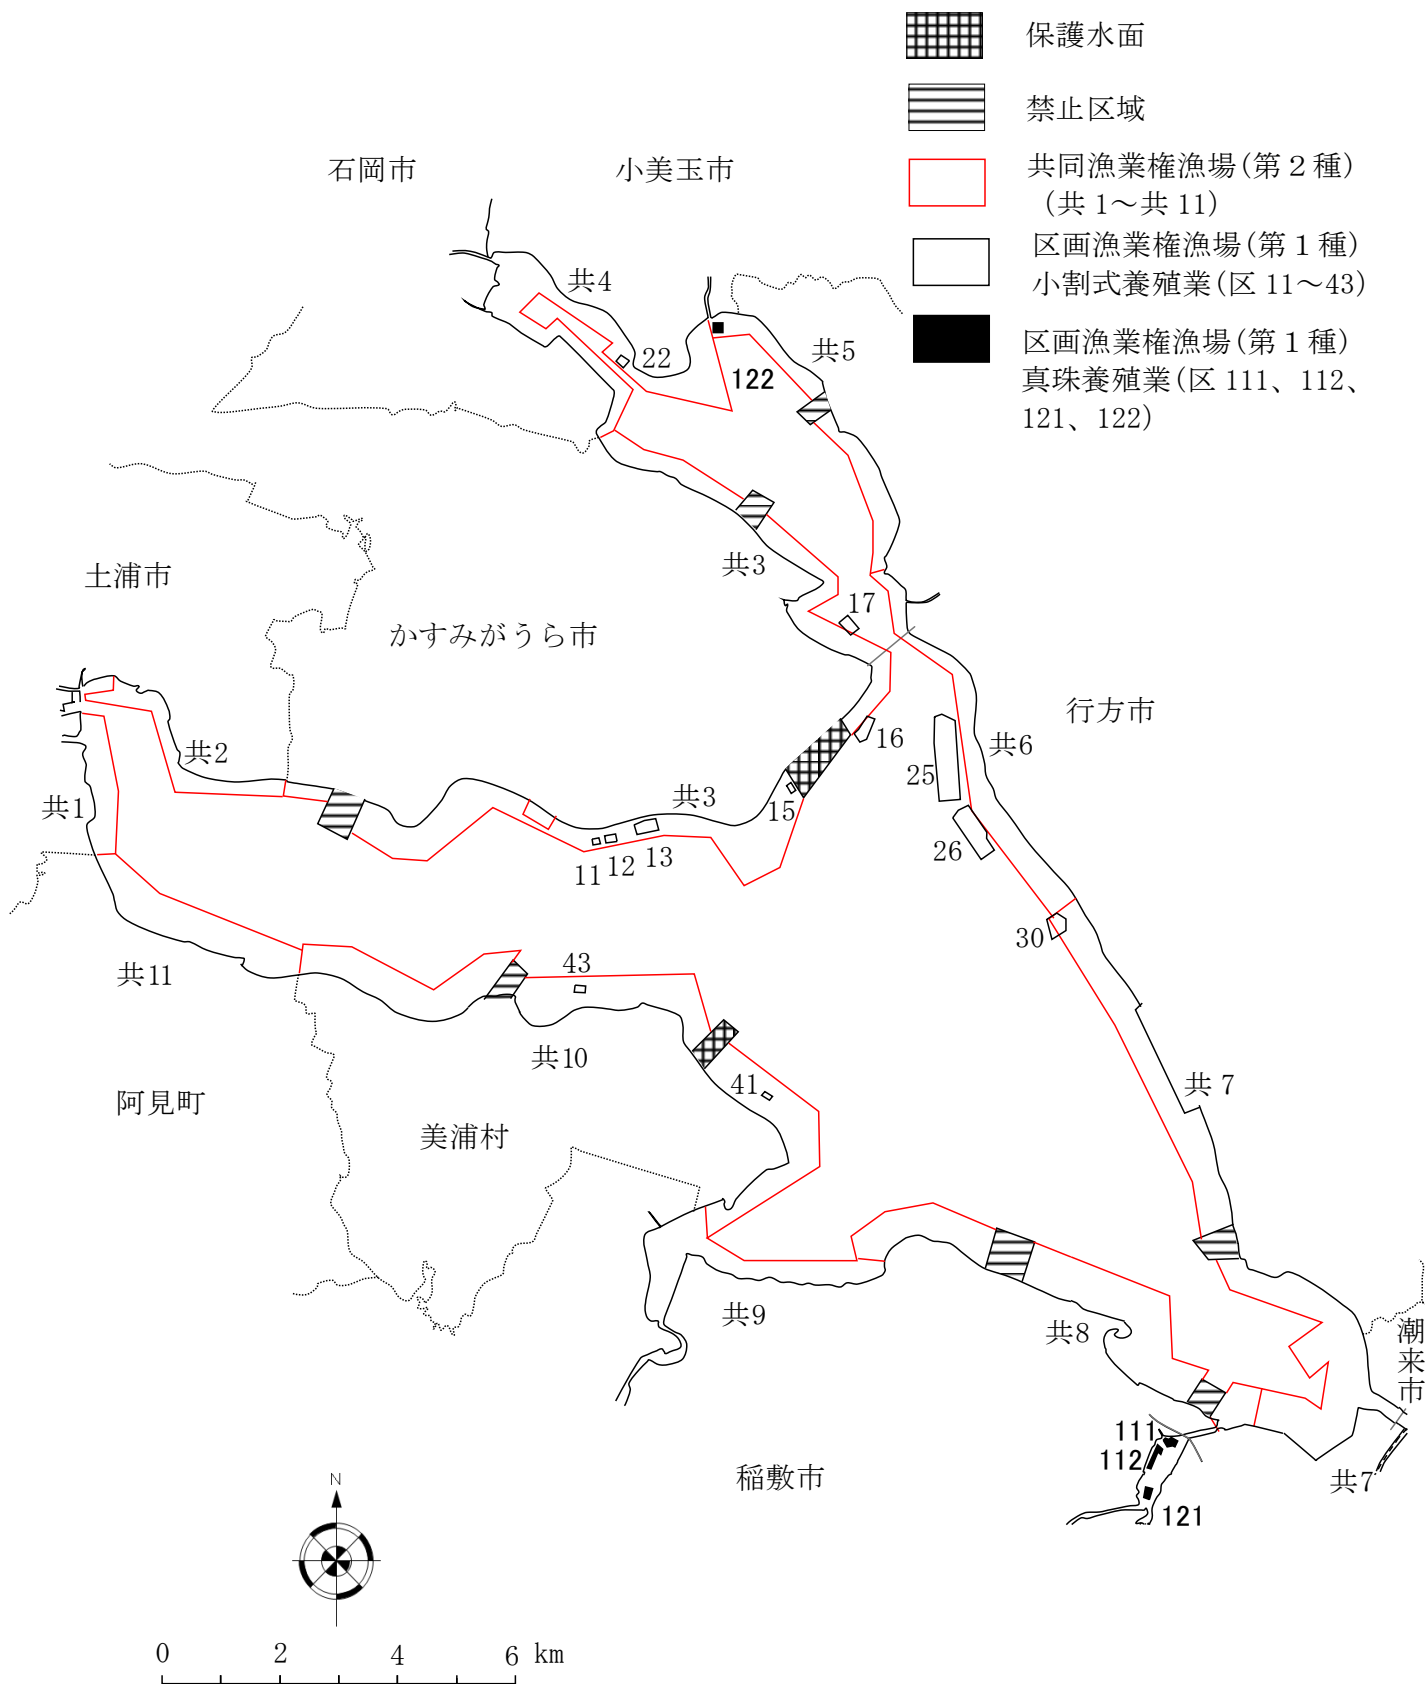 保護水面
禁止区域
共同漁業権漁場(第２種)
(共 1～共 11)
区画漁業権漁場(第１種)
小割式養殖業(区 11～43)
区画漁業権漁場(第１種)
真珠養殖業(区 111、112、
121、122)
石岡市
小美玉市
共4
22
122
共5
共3
17
土浦市
かすみがうら市
行方市
16
共2
共6
25
共1
15
共3
26
11
12
13
30
共11
43
共10
共 7
41
阿見町
美浦村
共9
共8
潮来市
111
112
121
共7
稲敷市
N
0 2 4 6 km